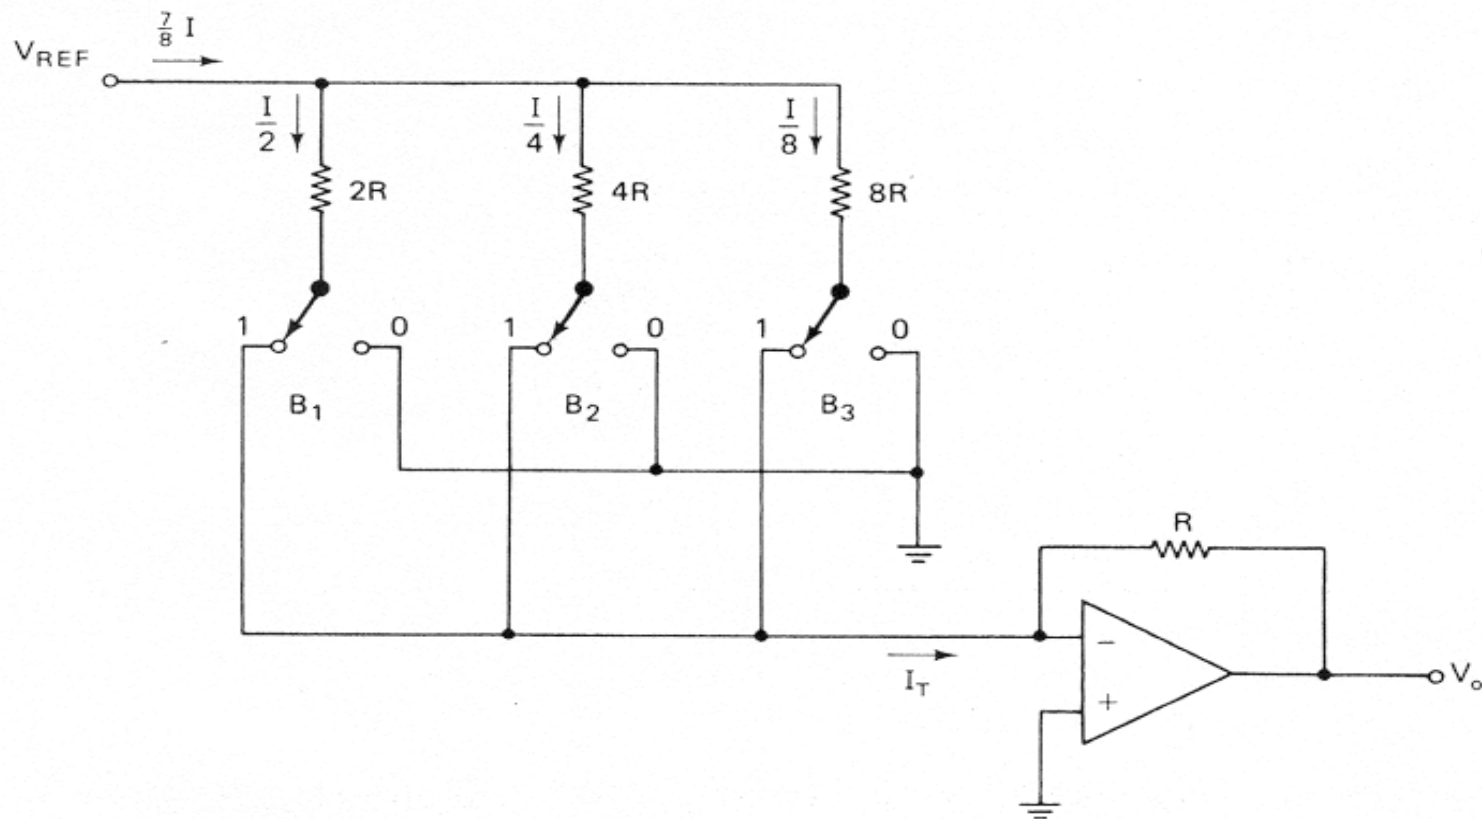 7/8 I
V_REF
I/2
I/4
I/8
2R
4R
8R
1 0
1 0
1 0
B₁
B₂
B₃
R
−
+
I_T
V_o